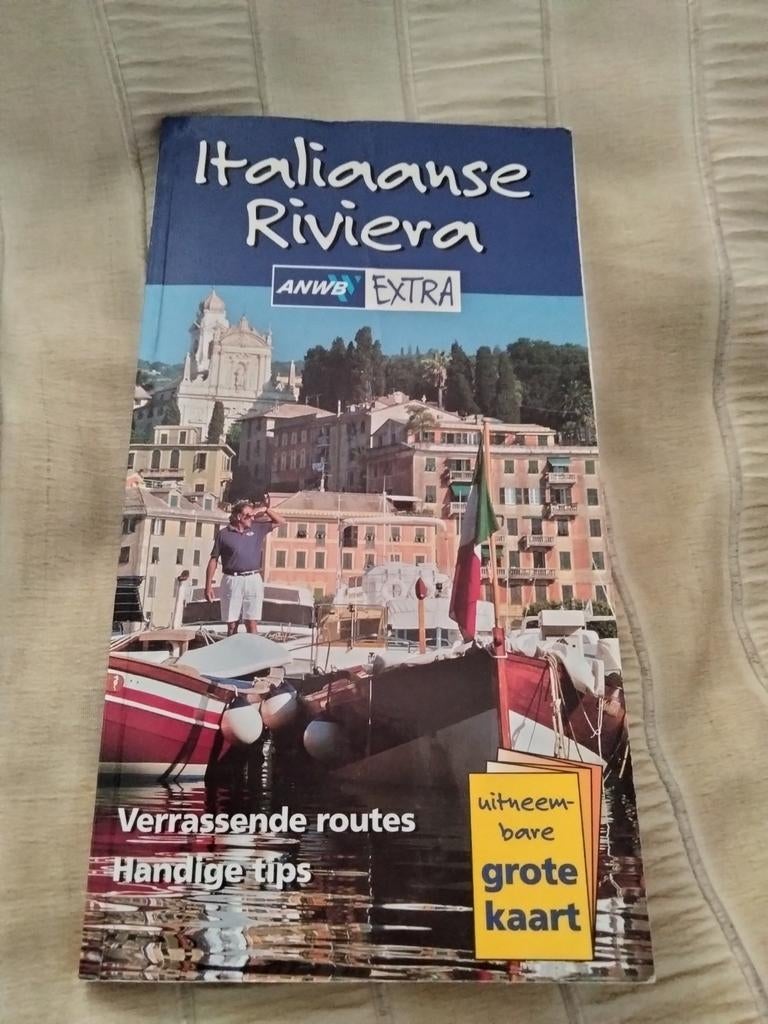 Italiaanse
Riviera
ANWB EXTRA
Verrassende routes
Handige tips
uitneem-
bare
grote
kaart